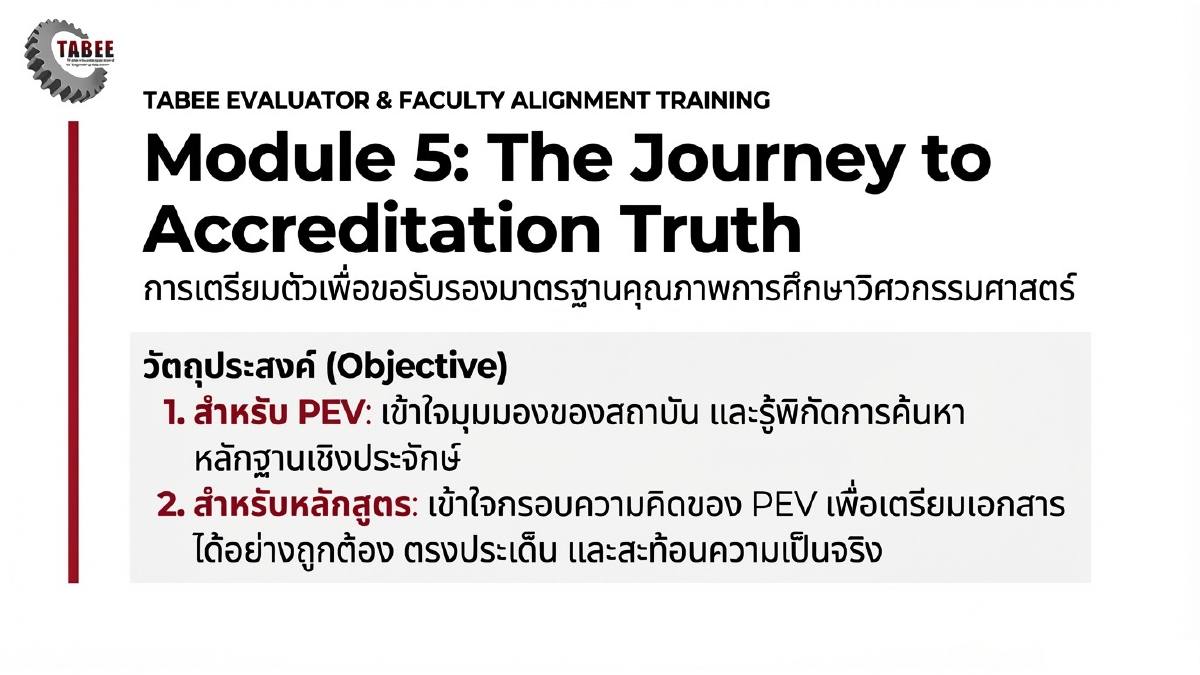 TABEE
TABEE EVALUATOR & FACULTY ALIGNMENT TRAINING
Module 5: The Journey to
Accreditation Truth
การเตรียมตัวเพื่อขอรับรองมาตรฐานคุณภาพการศึกษาวิศวกรรมศาสตร์
วัตถุประสงค์ (Objective)
1. สำหรับ PEV: เข้าใจมุมมองของสถาบัน และรู้พิกัดการค้นหา
หลักฐานเชิงประจักษ์
2. สำหรับหลักสูตร: เข้าใจกรอบความคิดของ PEV เพื่อเตรียมเอกสาร
ได้อย่างถูกต้อง ตรงประเด็น และสะท้อนความเป็นจริง